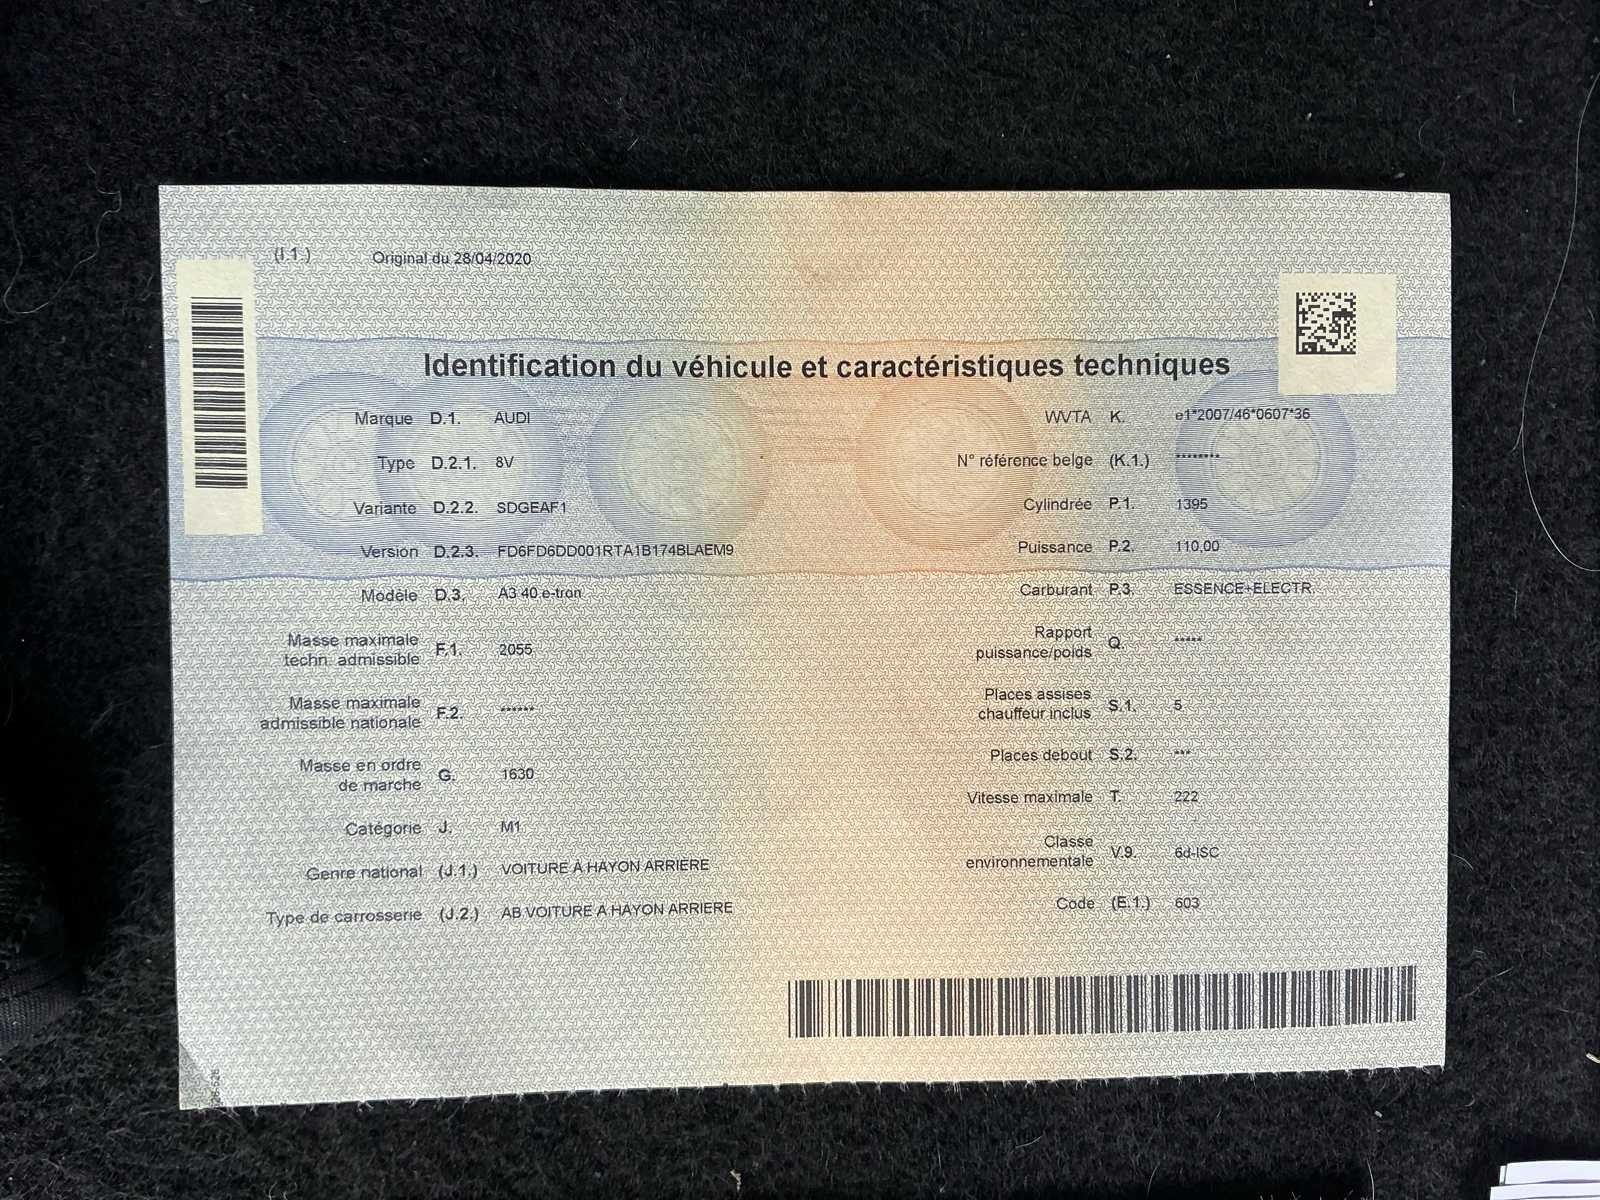 (I.1.) Original du 28/04/2020
Identification du véhicule et caractéristiques techniques
Marque D.1. AUDI
Type D.2.1. 8V
Variante D.2.2. SDGEAF1
Version D.2.3. FD6FD6DD001RTA1B174BLAEM9
Modèle D.3. A3 40 e-tron
Masse maximale
techn. admissible F.1. 2055
Masse maximale
admissible nationale F.2. ******
Masse en ordre
de marche G. 1630
Catégorie J. M1
Genre national (J.1.) VOITURE A HAYON ARRIERE
Type de carrosserie (J.2.) AB VOITURE A HAYON ARRIERE
WVTA K. e1*2007/46*0607*36
N° référence belge (K.1.) ********
Cylindrée P.1. 1395
Puissance P.2. 110,00
Carburant P.3. ESSENCE+ELECTR.
Rapport
puissance/poids Q. *****
Places assises
chauffeur inclus S.1. 5
Places debout S.2. ***
Vitesse maximale T. 222
Classe
environnementale V.9. 6d-ISC
Code (E.1.) 603